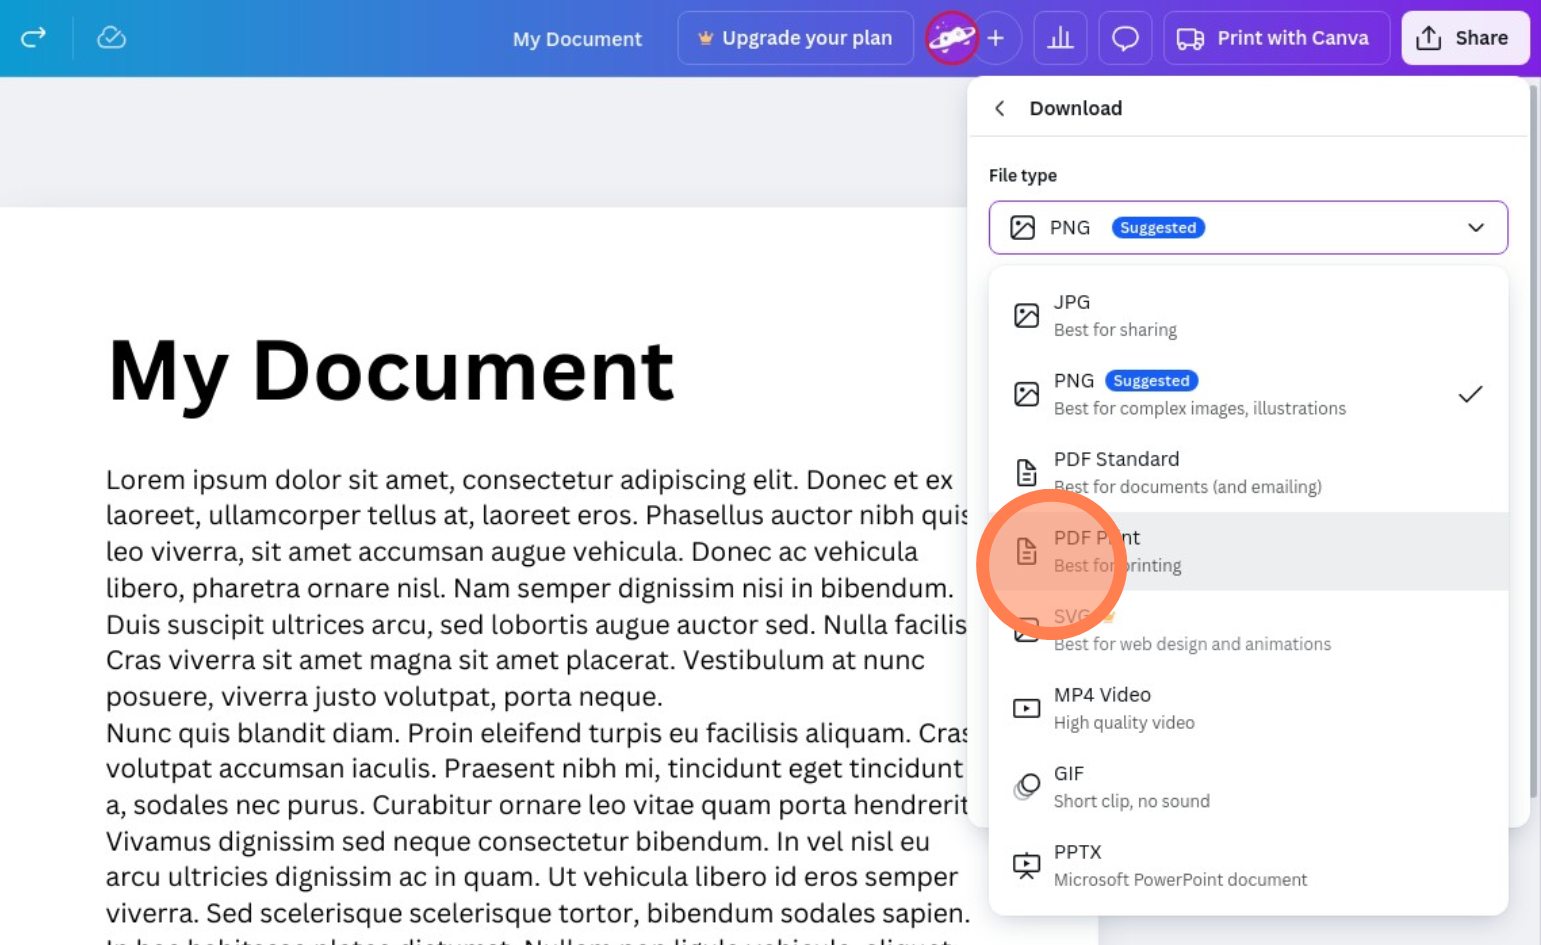 My Document
Upgrade your plan
Print with Canva
Share
Download
File type
PNG Suggested
JPG
Best for sharing
PNG Suggested
Best for complex images, illustrations
PDF Standard
Best for documents (and emailing)
PDF Print
Best for printing
SVG
Best for web design and animations
MP4 Video
High quality video
GIF
Short clip, no sound
PPTX
Microsoft PowerPoint document
My Document
Lorem ipsum dolor sit amet, consectetur adipiscing elit. Donec et ex
laoreet, ullamcorper tellus at, laoreet eros. Phasellus auctor nibh quis
leo viverra, sit amet accumsan augue vehicula. Donec ac vehicula
libero, pharetra ornare nisl. Nam semper dignissim nisi in bibendum.
Duis suscipit ultrices arcu, sed lobortis augue auctor sed. Nulla facilis
Cras viverra sit amet magna sit amet placerat. Vestibulum at nunc
posuere, viverra justo volutpat, porta neque.
Nunc quis blandit diam. Proin eleifend turpis eu facilisis aliquam. Cras
volutpat accumsan iaculis. Praesent nibh mi, tincidunt eget tincidunt
a, sodales nec purus. Curabitur ornare leo vitae quam porta hendrerit
Vivamus dignissim sed neque consectetur bibendum. In vel nisl eu
arcu ultricies dignissim ac in quam. Ut vehicula libero id eros semper
viverra. Sed scelerisque scelerisque tortor, bibendum sodales sapien.